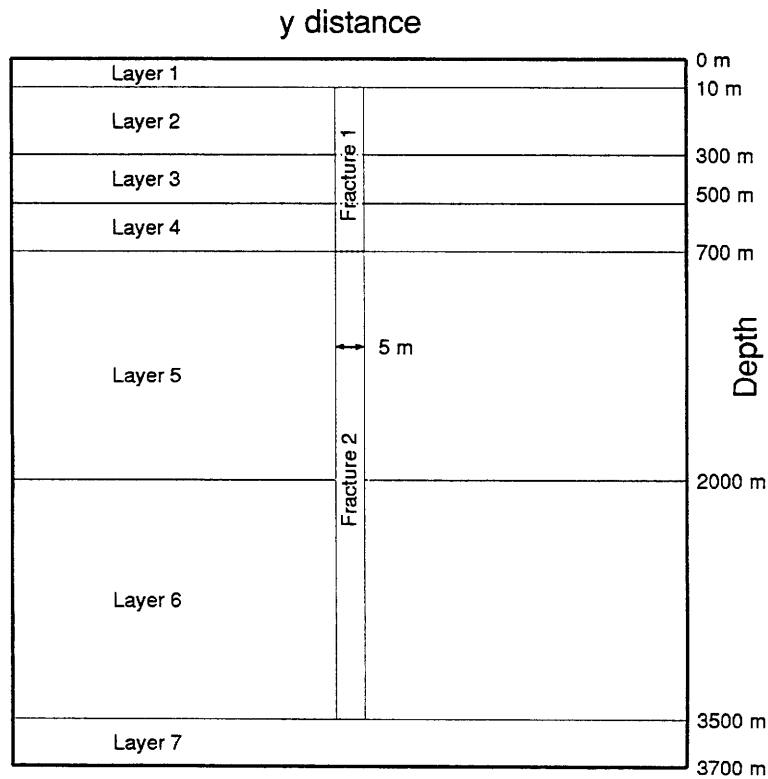 y distance
0 m
Layer 1
10 m
Layer 2
Fracture 1
300 m
Layer 3
500 m
Layer 4
700 m
5 m
Layer 5
Depth
Fracture 2
2000 m
Layer 6
3500 m
Layer 7
3700 m